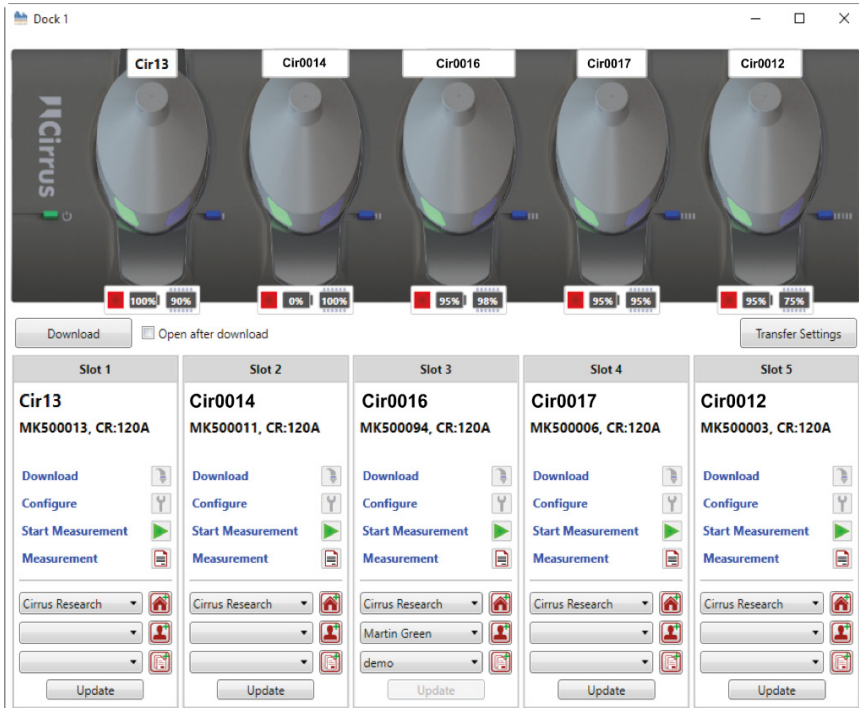 Dock 1
Cir13 Cir0014 Cir0016 Cir0017 Cir0012
Cirrus
100% 90% 0% 100% 95% 98% 95% 95% 95% 75%
Download Open after download Transfer Settings
Slot 1 Slot 2 Slot 3 Slot 4 Slot 5
Cir13 Cir0014 Cir0016 Cir0017 Cir0012
MK500013, CR:120A MK500011, CR:120A MK500094, CR:120A MK500006, CR:120A MK500003, CR:120A
Download Download Download Download Download
Configure Configure Configure Configure Configure
Start Measurement Start Measurement Start Measurement Start Measurement Start Measurement
Measurement Measurement Measurement Measurement Measurement
Cirrus Research Cirrus Research Cirrus Research Cirrus Research Cirrus Research
Martin Green
demo
Update Update Update Update Update